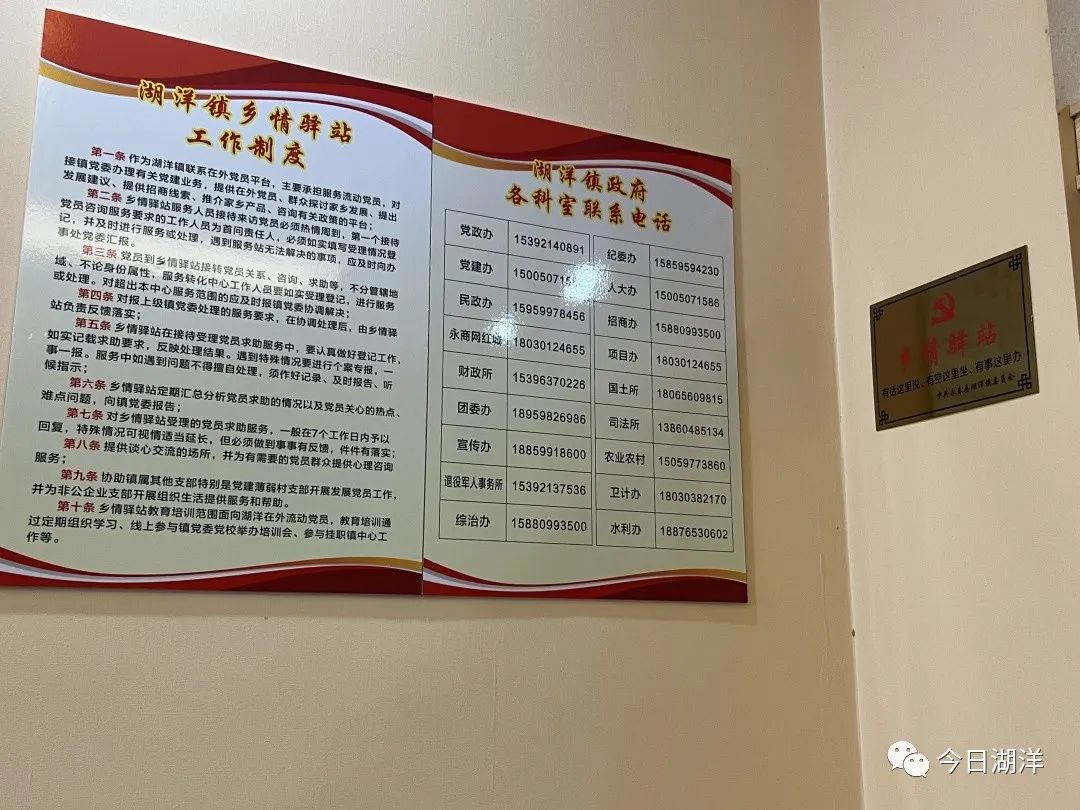 湖洋镇乡情驿站
工作制度
第一条 作为湖洋镇联系在外党员平台，主要承担服务流动党员，对
接镇党委办理有关党建业务，提供在外党员、群众探讨家乡发展、提出
发展建议、提供招商线索、推介家乡产品、咨询有关政策的平台；
第二条 乡情驿站服务人员接待来访党员必须热情周到，第一个接待
党员咨询服务要求的工作人员为首问责任人，必须如实填写受理情况登
记，并及时进行服务或处理，遇到服务站无法解决的事项，应及时向办
事处党委汇报。
第三条 党员到乡情驿站接转党员关系、咨询、求助等，不分管辖地
域、不论身份属性，服务转化中心工作人员要如实受理登记，进行服务
或处理。对超出本中心服务范围的应及时报镇党委协调解决；
第四条 对报上级镇党委处理的服务要求，在协调处理后，由乡情驿
站负责反馈落实；
第五条 乡情驿站在接待受理党员求助服务中，要认真做好登记工作，
如实记载求助要求，反映处理结果。遇到特殊情况要进行个案专报，一
事一报。服务中如遇到问题不得擅自处理，须作好记录、及时报告、听
候指示；
第六条 乡情驿站定期汇总分析党员求助的情况以及党员关心的热点、
难点问题，向镇党委报告；
第七条 对乡情驿站受理的党员求助服务，一般在7个工作日内予以
回复，特殊情况可视情适当延长，但必须做到事事有反馈，件件有落实；
第八条 提供谈心交流的场所，并为有需要的党员群众提供心理咨询
服务；
第九条 协助镇属其他支部特别是党建薄弱村支部开展发展党员工作，
并为非公企业支部开展组织生活提供服务和帮助。
第十条 乡情驿站教育培训范围面向湖洋在外流动党员，教育培训通
过定期组织学习、线上参与镇党委党校举办培训会、参与挂职镇中心工
作等。
湖洋镇政府
各科室联系电话
党政办 15392140891 纪委办 15859594230
党建办 人大办 15005071586
民政办 15959978456 招商办 15880993500
永商网红城 18030124655 项目办 18030124655
财政所 15396370226 国土所 18065609815
团委办 18959826986 司法所 13860485134
宣传办 18859918600 农业农村 15059773860
退役军人事务所 15392137536 卫计办 18030382170
综治办 15880993500 水利办 18876530602
乡情驿站
有话这里说、有空这里坐、有事这里办
中共永春县湖洋镇委员会
今日湖洋